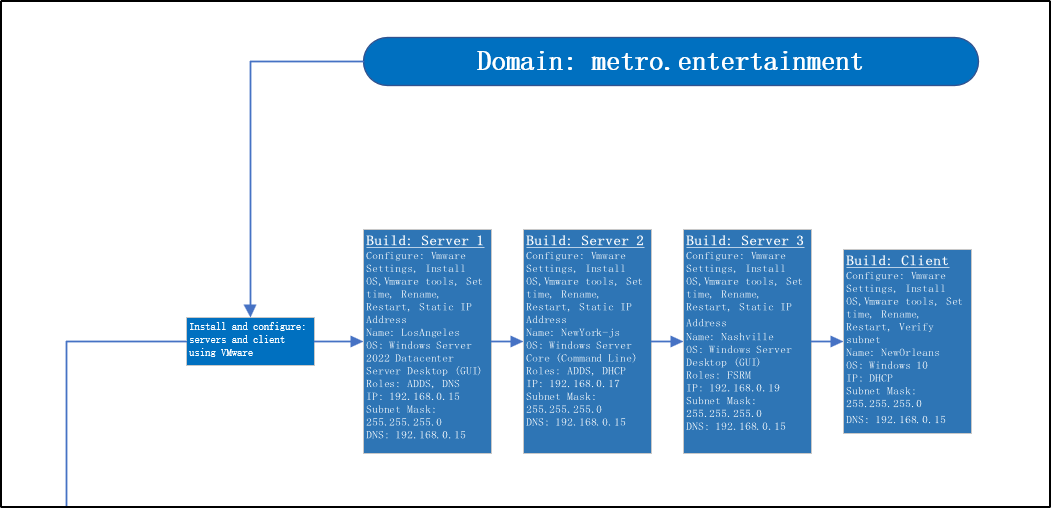 Domain: metro.entertainment
Install and configure:
servers and client
using VMware
Build: Server 1
Configure: Vmware
Settings, Install
OS,Vmware tools, Set
time, Rename,
Restart, Static IP
Address
Name: LosAngeles
OS: Windows Server
2022 Datacenter
Server Desktop (GUI)
Roles: ADDS, DNS
IP: 192.168.0.15
Subnet Mask:
255.255.255.0
DNS: 192.168.0.15
Build: Server 2
Configure: Vmware
Settings, Install
OS,Vmware tools, Set
time, Rename,
Restart, Static IP
Address
Name: NewYork-js
OS: Windows Server
Core (Command Line)
Roles: ADDS, DHCP
IP: 192.168.0.17
Subnet Mask:
255.255.255.0
DNS: 192.168.0.15
Build: Server 3
Configure: Vmware
Settings, Install
OS,Vmware tools, Set
time, Rename,
Restart, Static IP
Address
Name: Nashville
OS: Windows Server
Desktop (GUI)
Roles: FSRM
IP: 192.168.0.19
Subnet Mask:
255.255.255.0
DNS: 192.168.0.15
Build: Client
Configure: Vmware
Settings, Install
OS,Vmware tools, Set
time, Rename,
Restart, Verify
subnet
Name: NewOrleans
OS: Windows 10
IP: DHCP
Subnet Mask:
255.255.255.0
DNS: 192.168.0.15